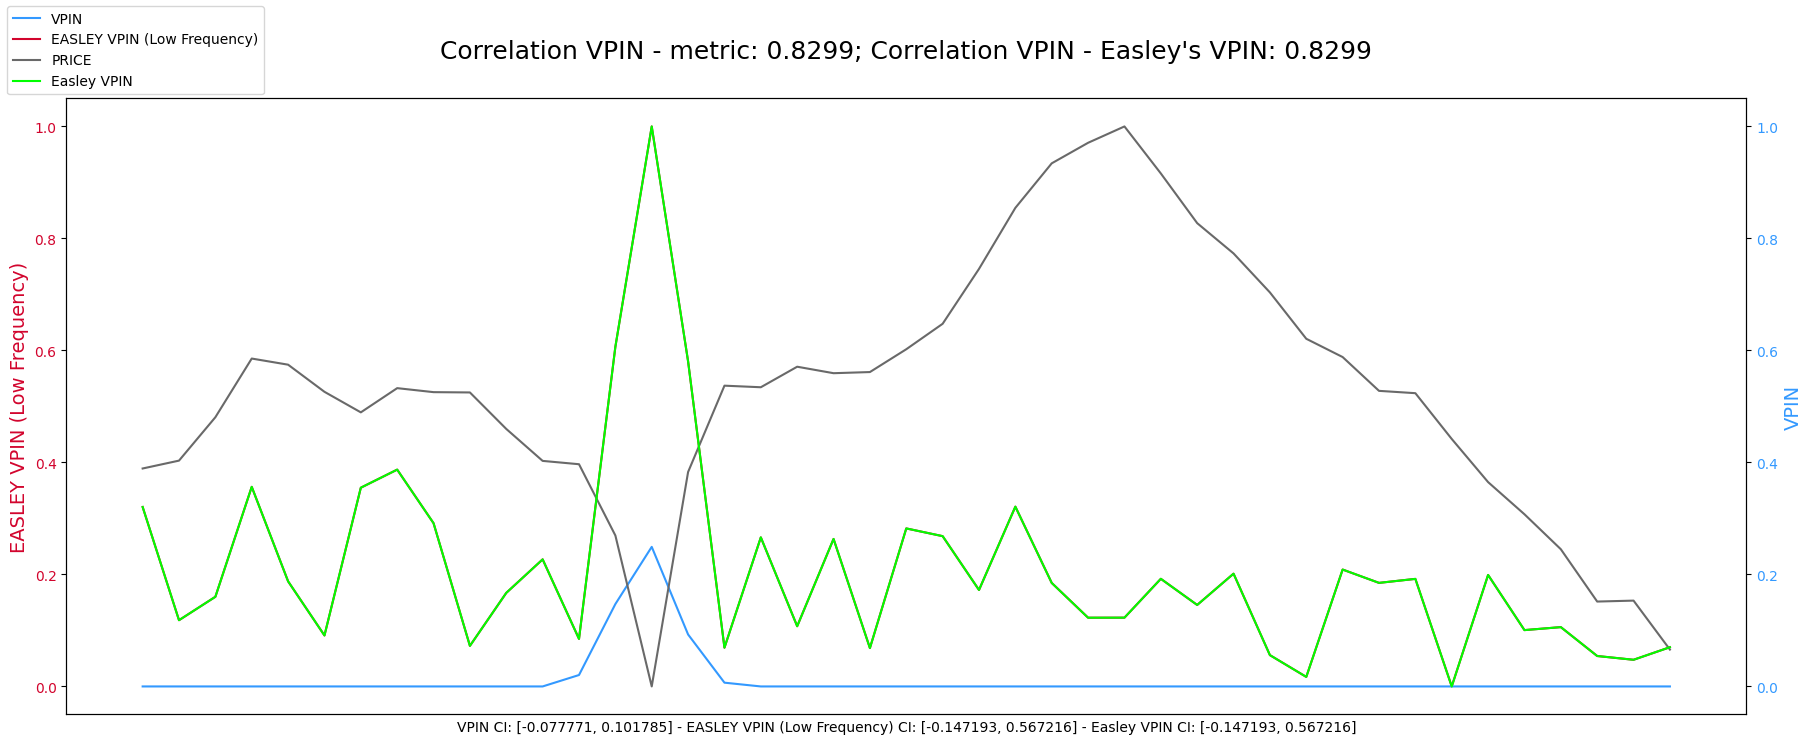 VPIN
EASLEY VPIN (Low Frequency)
PRICE
Easley VPIN
Correlation VPIN - metric: 0.8299; Correlation VPIN - Easley's VPIN: 0.8299
EASLEY VPIN (Low Frequency)
1.0
0.8
0.6
0.4
0.2
0.0
1.0
0.8
0.6
0.4
0.2
0.0
VPIN
VPIN CI: [-0.077771, 0.101785] - EASLEY VPIN (Low Frequency) CI: [-0.147193, 0.567216] - Easley VPIN CI: [-0.147193, 0.567216]